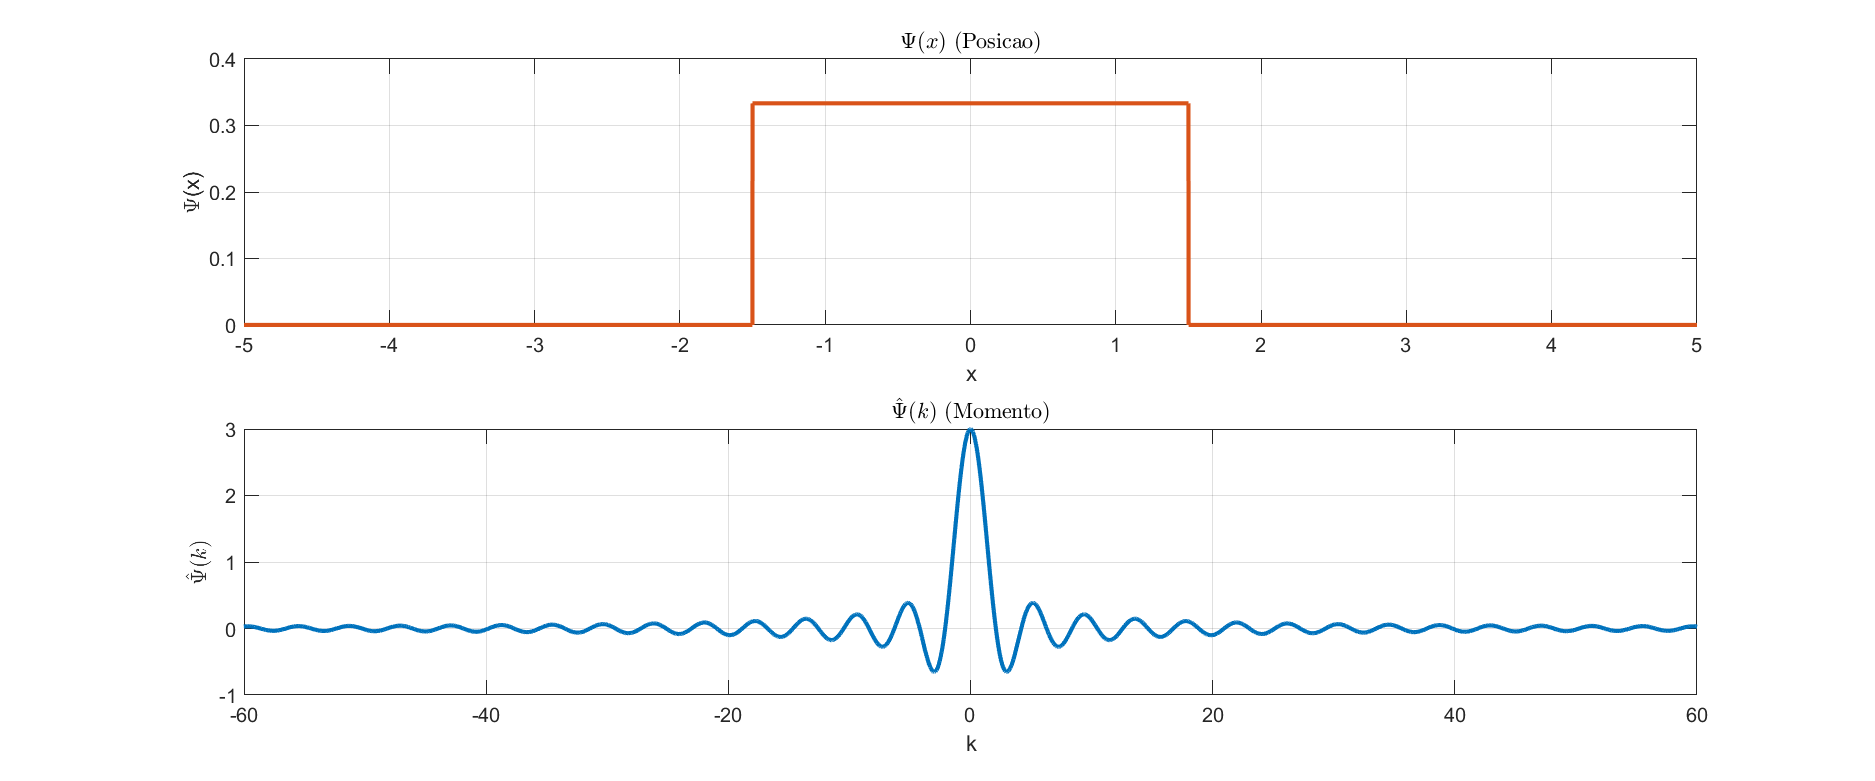 Ψ(x) (Posicao)
0.4
0.3
0.2
0.1
0
Ψ(x)
-5 -4 -3 -2 -1 0 1 2 3 4 5
x
Ψ̂(k) (Momento)
3
2
1
0
-1
Ψ̂(k)
-60 -40 -20 0 20 40 60
k